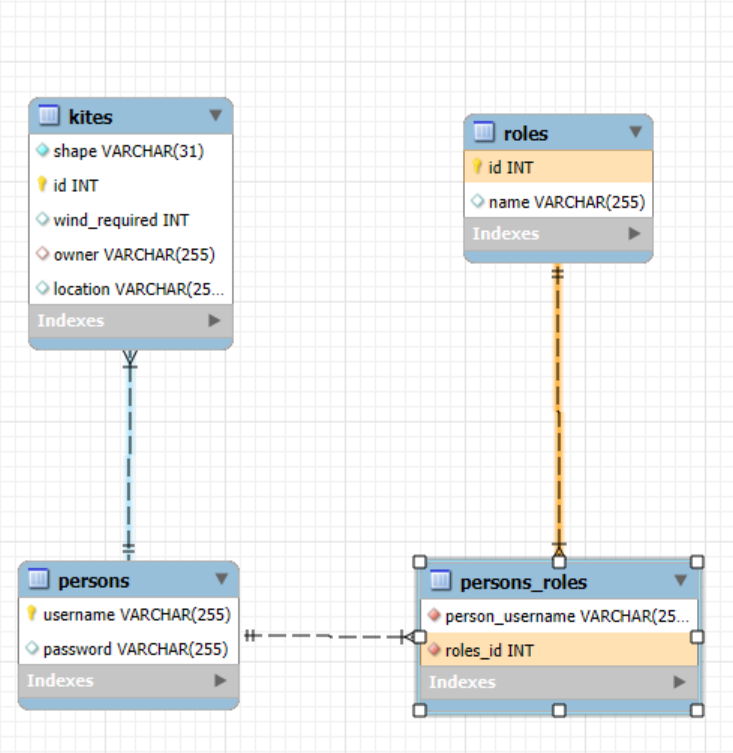 kites
shape VARCHAR(31)
id INT
wind_required INT
owner VARCHAR(255)
location VARCHAR(25...
Indexes
roles
id INT
name VARCHAR(255)
Indexes
persons
username VARCHAR(255)
password VARCHAR(255)
Indexes
persons_roles
person_username VARCHAR(25...
roles_id INT
Indexes